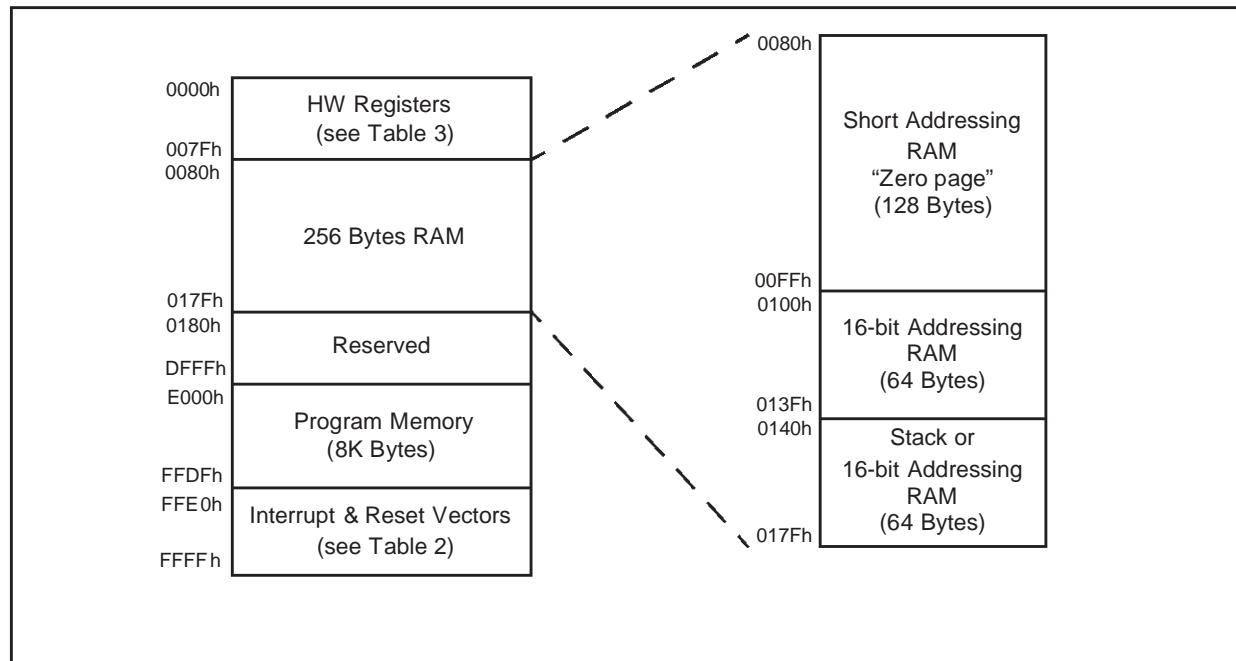 0000h
HW Registers
(see Table 3)
007Fh
0080h
256 Bytes RAM
017Fh
0180h
Reserved
DFFFh
E000h
Program Memory
(8K Bytes)
FFDFh
FFE0h
Interrupt & Reset Vectors
(see Table 2)
FFFFh
0080h
Short Addressing
RAM
“Zero page”
(128 Bytes)
00FFh
0100h
16-bit Addressing
RAM
(64 Bytes)
013Fh
0140h
Stack or
16-bit Addressing
RAM
(64 Bytes)
017Fh